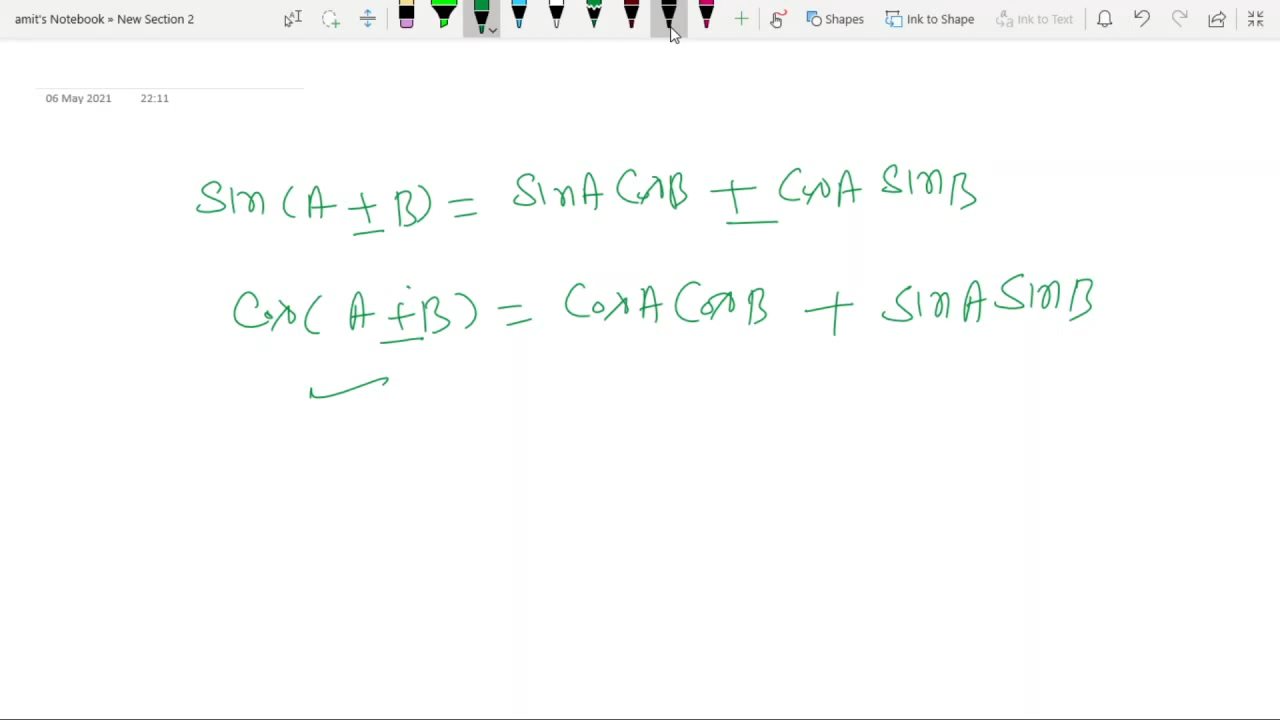 amit's Notebook » New Section 2
Shapes
Ink to Shape
Ink to Text
06 May 2021 22:11
Sin(A ± B) = SinA CosB ± CosA SinB
Cos(A ± B) = CosA CosB + SinA SinB